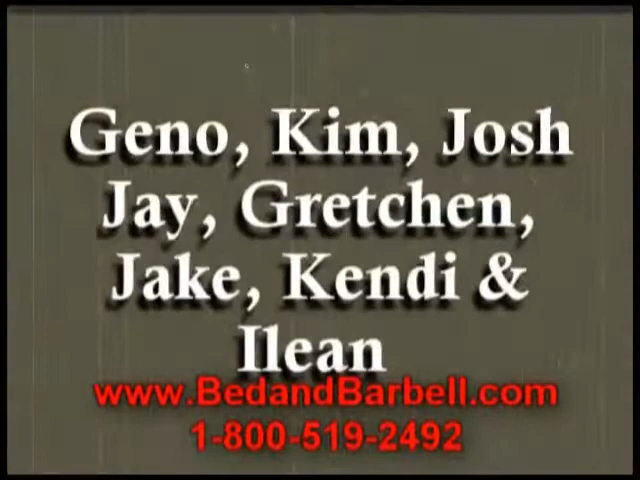 Geno, Kim, Josh
Jay, Gretchen,
Jake, Kendi &
Ilean
www.BedandBarbell.com
1-800-519-2492